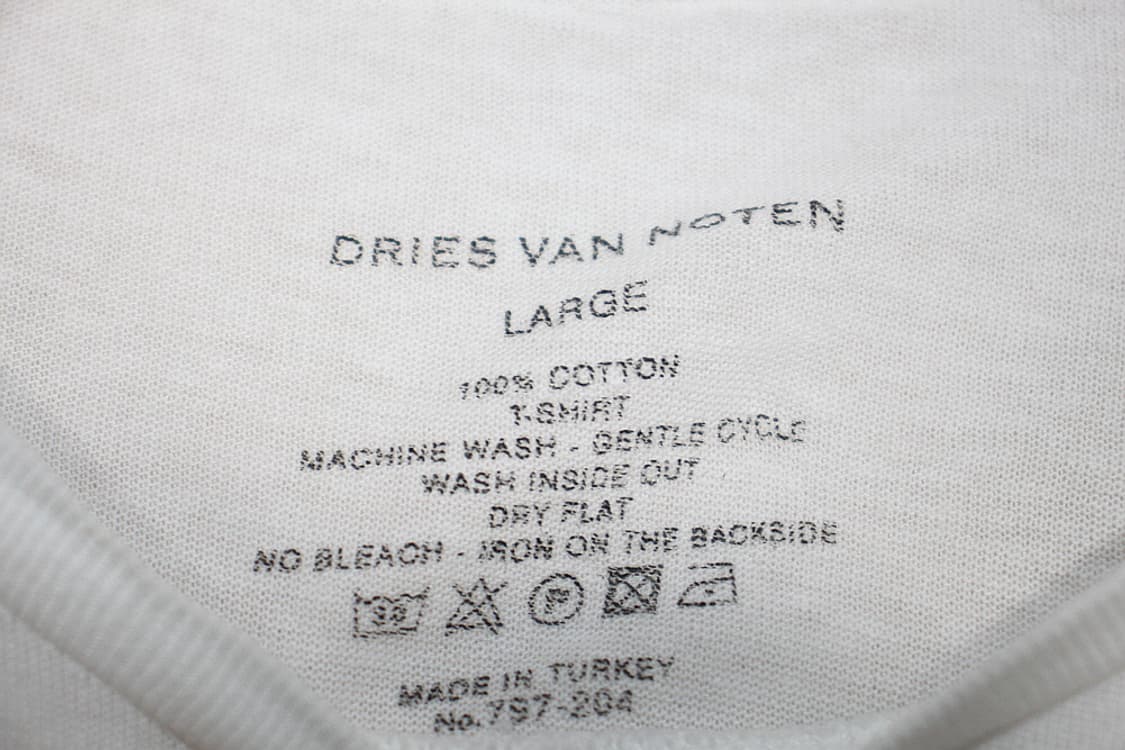 DRIES VAN NOTEN
LARGE
100% COTTON
T-SHIRT
MACHINE WASH - GENTLE CYCLE
WASH INSIDE OUT
DRY FLAT
NO BLEACH - IRON ON THE BACKSIDE
30 P
MADE IN TURKEY
No. 797-204